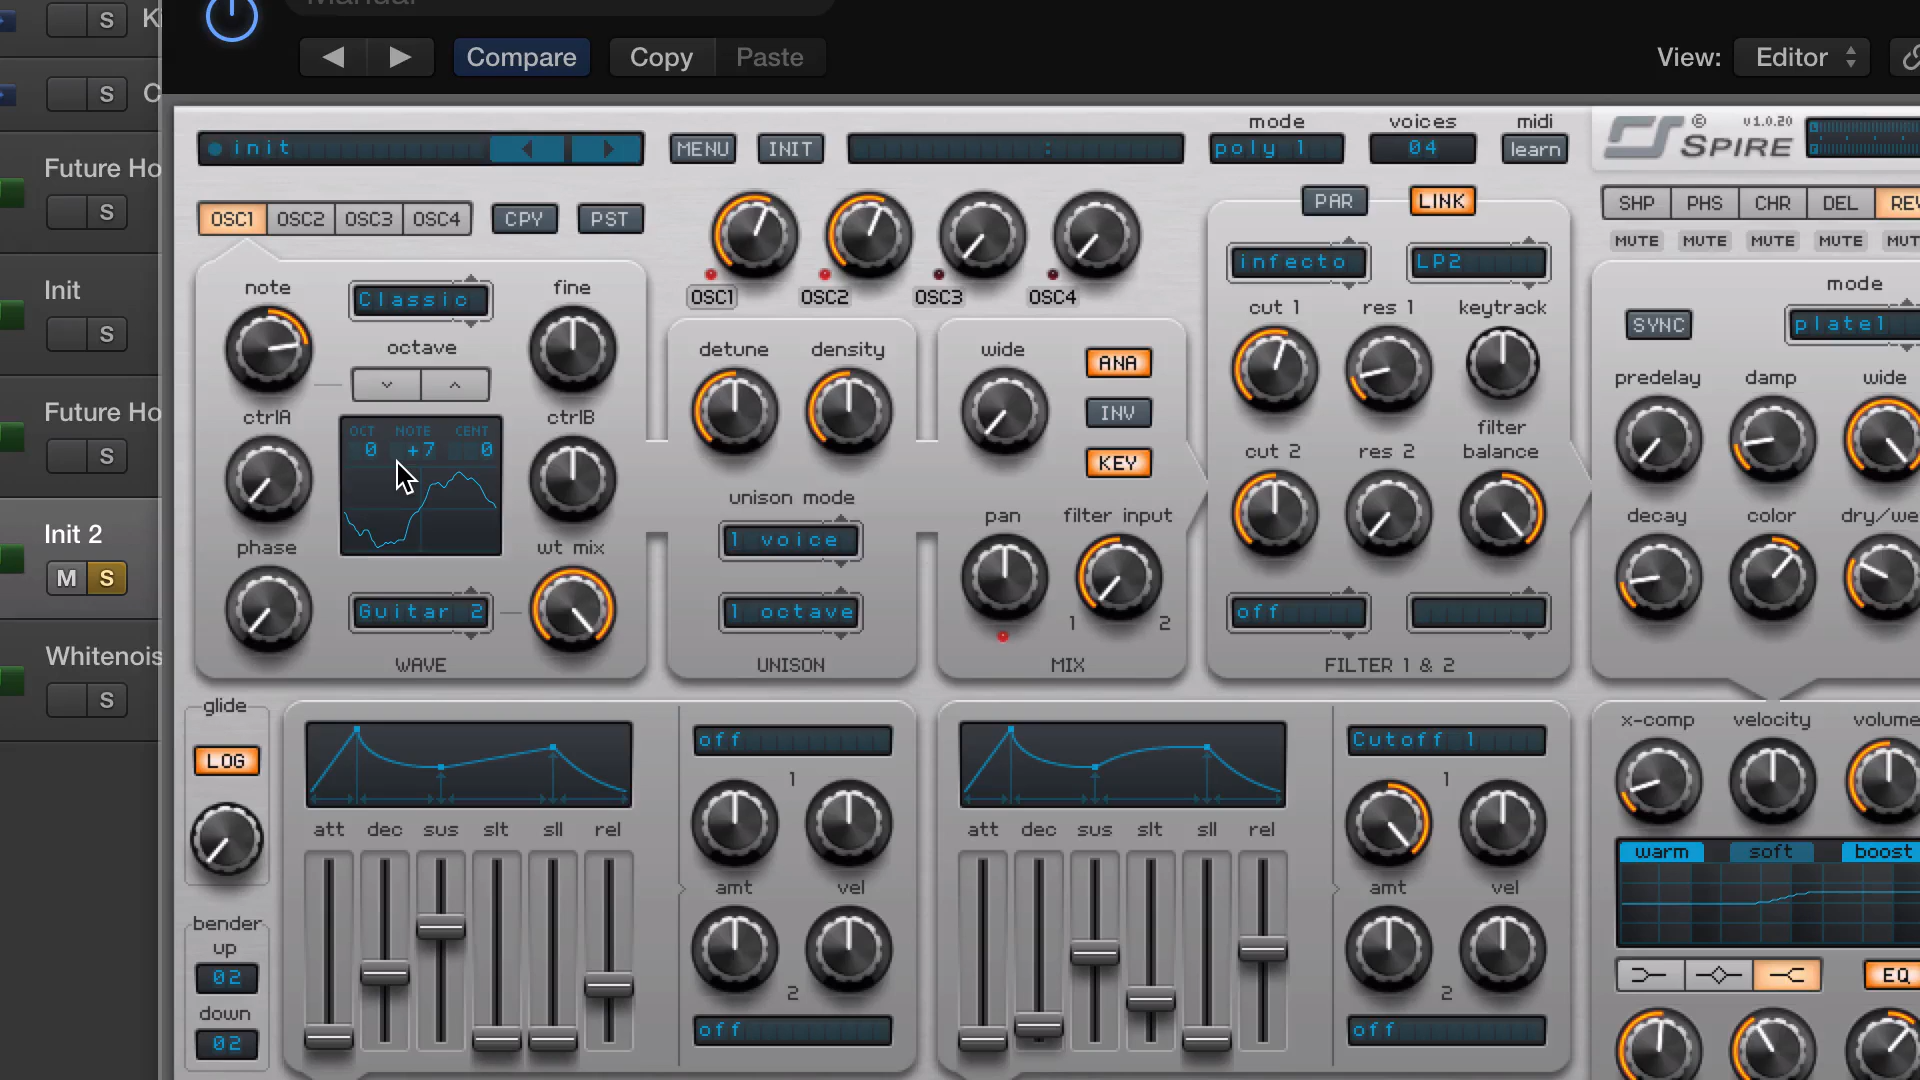 Manual
S K
◀ ▶ Compare Copy Paste View: Editor
S C
init MENU INIT :
mode voices midi
poly 1 04 learn
© v1.0.20
SPIRE
Future Ho
S
OSC1 OSC2 OSC3 OSC4 CPY PST
OSC1 OSC2 OSC3 OSC4
PAR LINK
SHP PHS CHR DEL REV
MUTE MUTE MUTE MUTE MUT
infecto LP2
note Classic fine
octave
ctrlA ctrlB
OCT NOTE CENT
0 +7 0
phase wt mix
Guitar 2
WAVE
detune density
unison mode
1 voice
1 octave
UNISON
wide ANA
INV
KEY
pan filter input
1 2
MIX
cut 1 res 1 keytrack
cut 2 res 2 filter balance
off
FILTER 1 & 2
mode
SYNC plate1
predelay damp wide
decay color dry/we
Init
S
Future Ho
S
Init 2
M S
Whitenois
S
glide
LOG
bender
up
02
down
02
att dec sus slt sll rel
off
1
amt vel
2
off
att dec sus slt sll rel
Cutoff 1
1
amt vel
2
off
x-comp velocity volume
warm soft boost
EQ